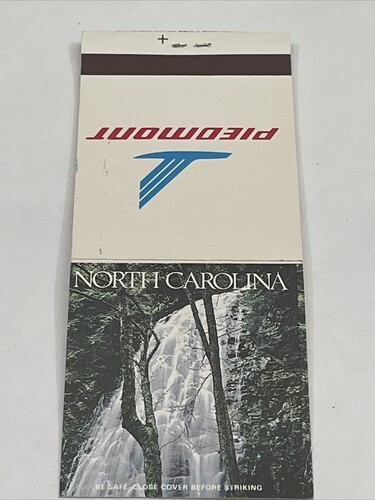 PIEDMONT
NORTH CAROLINA
BE SAFE, CLOSE COVER BEFORE STRIKING